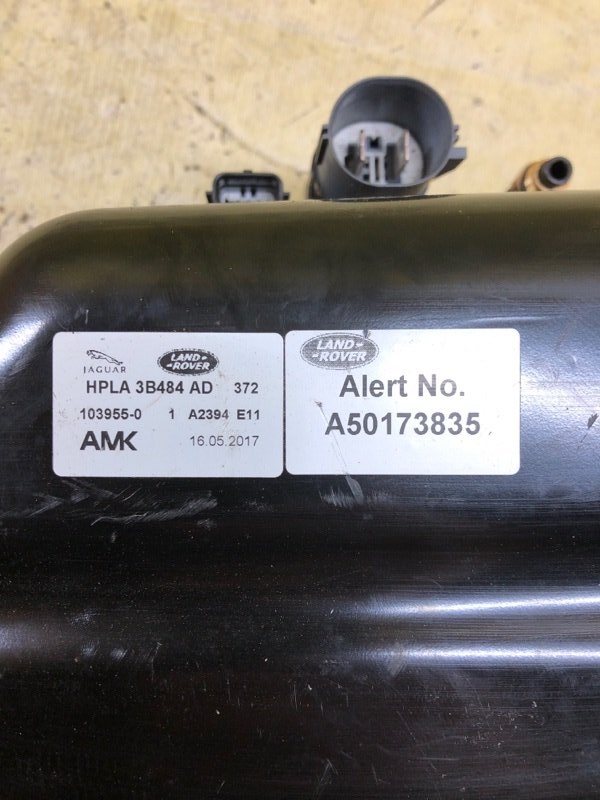 JAGUAR
LAND-
-ROVER
HPLA 3B484 AD 372
103955-0 1 A2394 E11
AMK 16.05.2017
LAND-
-ROVER
Alert No.
A50173835